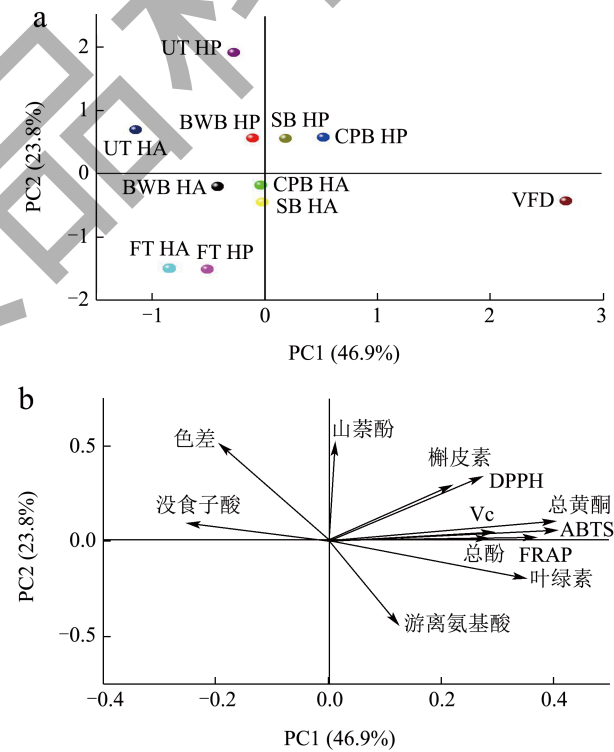 a
UT HP
UT HA
BWB HP
SB HP
CPB HP
BWB HA
CPB HA
SB HA
VFD
FT HA
FT HP
2
1
0
−1
−2
−1
0
1
2
3
PC2 (23.8%)
PC1 (46.9%)
b
色差
山萘酚
槲皮素
DPPH
没食子酸
Vc
总黄酮
ABTS
总酚
FRAP
叶绿素
游离氨基酸
0.5
0.0
−0.5
−0.4
−0.2
0.0
0.2
0.4
PC2 (23.8%)
PC1 (46.9%)